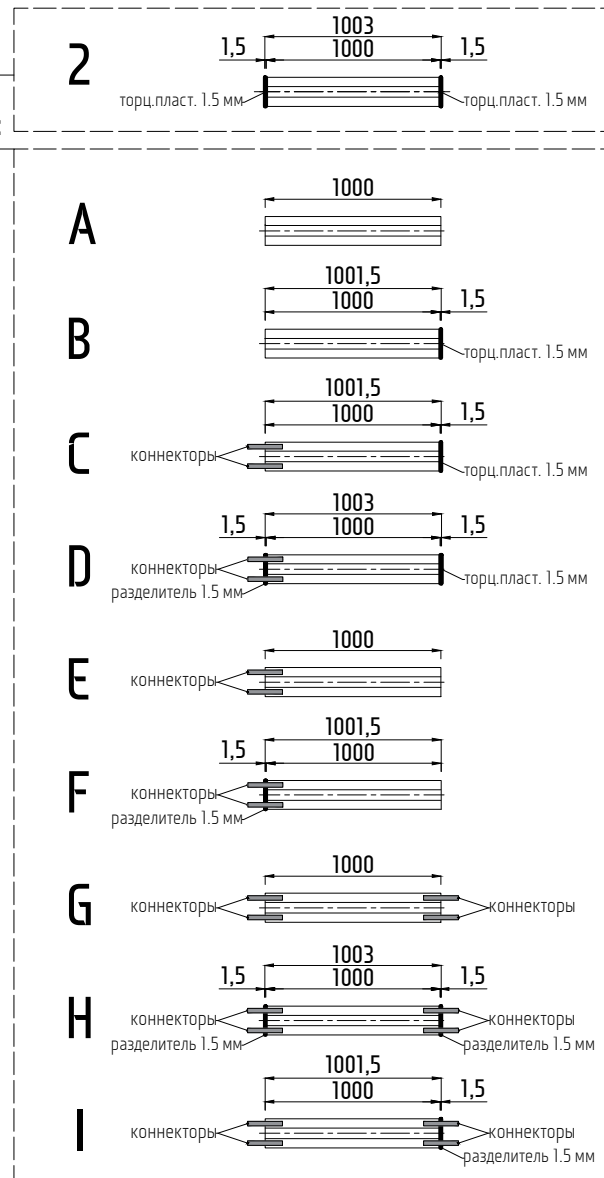 1003
2
1,5 1000 1,5
торц.пласт. 1.5 мм торц.пласт. 1.5 мм
1000
A
1001,5
1000 1,5
B
торц.пласт. 1.5 мм
1001,5
1000 1,5
C
коннекторы
торц.пласт. 1.5 мм
1003
1,5 1000 1,5
D
коннекторы
разделитель 1.5 мм
торц.пласт. 1.5 мм
1000
E
коннекторы
1001,5
1,5 1000
F
коннекторы
разделитель 1.5 мм
1000
G
коннекторы коннекторы
1003
1,5 1000 1,5
H
коннекторы коннекторы
разделитель 1.5 мм разделитель 1.5 мм
1001,5
1000 1,5
I
коннекторы коннекторы
разделитель 1.5 мм